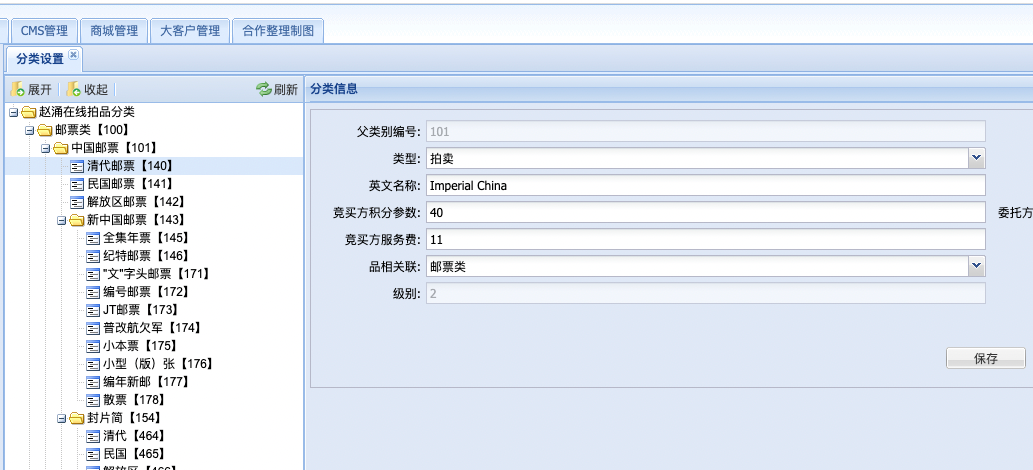 CMS管理 商城管理 大客户管理 合作整理制图
分类设置
展开 收起 刷新
赵涌在线拍品分类
邮票类【100】
中国邮票【101】
清代邮票【140】
民国邮票【141】
解放区邮票【142】
新中国邮票【143】
全集年票【145】
纪特邮票【146】
"文"字头邮票【171】
编号邮票【172】
JT邮票【173】
普改航欠军【174】
小本票【175】
小型（版）张【176】
编年新邮【177】
散票【178】
封片简【154】
清代【464】
民国【465】
分类信息
父类别编号: 101
类型: 拍卖
英文名称: Imperial China
竞买方积分参数: 40 委托方
竞买方服务费: 11
品相关联: 邮票类
级别: 2
保存